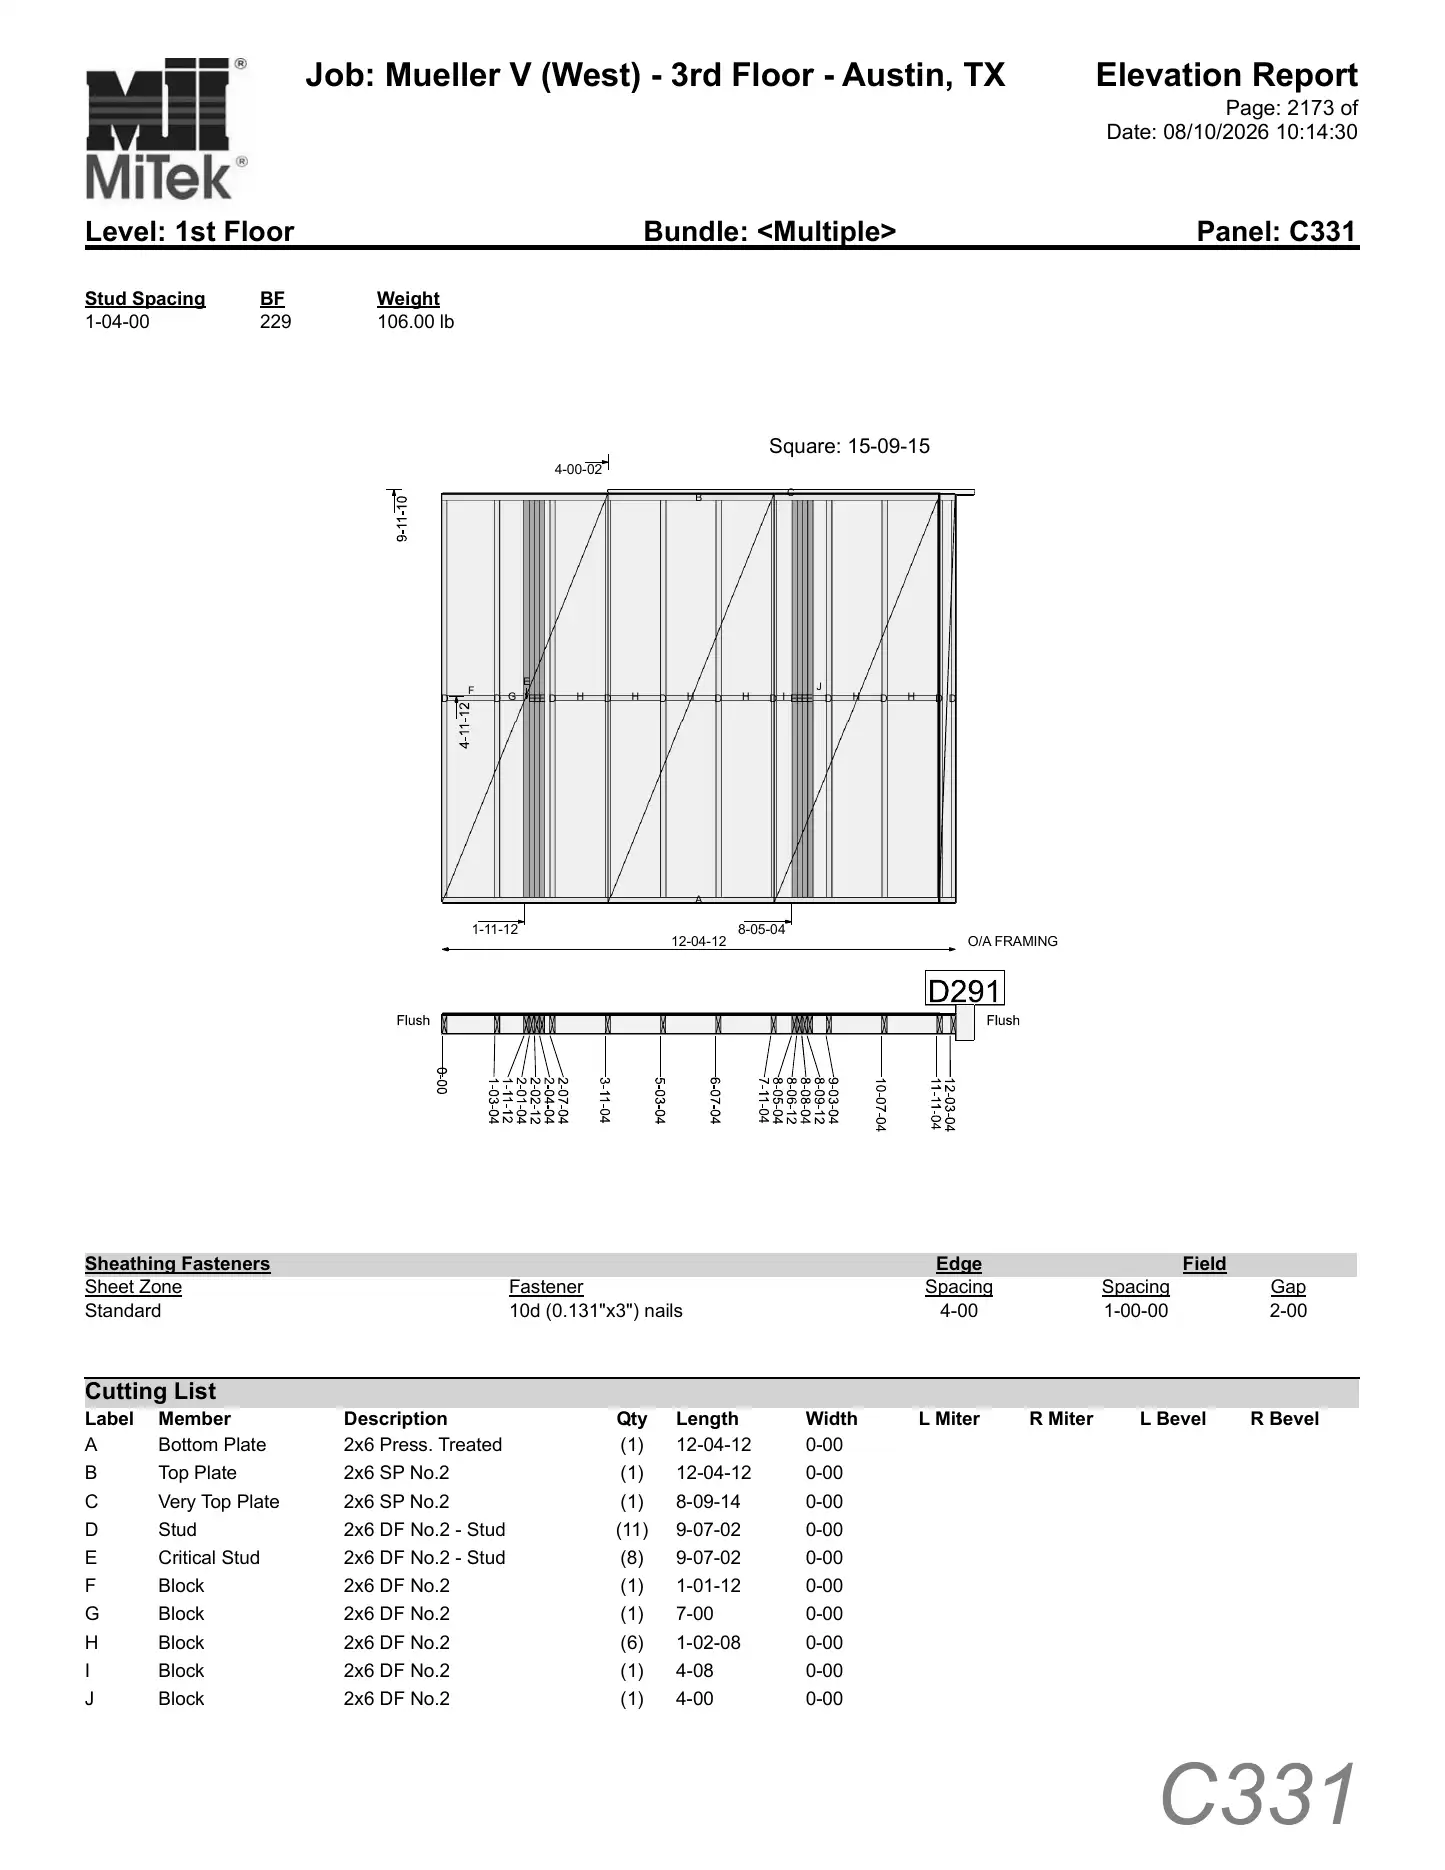 MiTek®
Job: Mueller V (West) - 3rd Floor - Austin, TX
Elevation Report
Page: 2173 of
Date: 08/10/2026 10:14:30
Level: 1st Floor Bundle: <Multiple> Panel: C331
Stud Spacing BF Weight
1-04-00 229 106.00 lb
Square: 15-09-15
4-00-02
9-11-10
C
B
E
F J
D D G D H D H D H D H D I D H D H D D
4-11-12
A
1-11-12 8-05-04
12-04-12 O/A FRAMING
D291
Flush Flush
0-00 1-03-04 1-11-12 2-01-04 2-02-12 2-04-04 2-07-04 3-11-04 5-03-04 6-07-04 7-11-04 8-05-04 8-06-12 8-08-04 8-09-12 9-03-04 10-07-04 11-11-04 12-03-04
Sheathing Fasteners Edge Field
Sheet Zone Fastener Spacing Spacing Gap
Standard 10d (0.131"x3") nails 4-00 1-00-00 2-00
Cutting List
Label Member Description Qty Length Width L Miter R Miter L Bevel R Bevel
A Bottom Plate 2x6 Press. Treated (1) 12-04-12 0-00
B Top Plate 2x6 SP No.2 (1) 12-04-12 0-00
C Very Top Plate 2x6 SP No.2 (1) 8-09-14 0-00
D Stud 2x6 DF No.2 - Stud (11) 9-07-02 0-00
E Critical Stud 2x6 DF No.2 - Stud (8) 9-07-02 0-00
F Block 2x6 DF No.2 (1) 1-01-12 0-00
G Block 2x6 DF No.2 (1) 7-00 0-00
H Block 2x6 DF No.2 (6) 1-02-08 0-00
I Block 2x6 DF No.2 (1) 4-08 0-00
J Block 2x6 DF No.2 (1) 4-00 0-00
C331